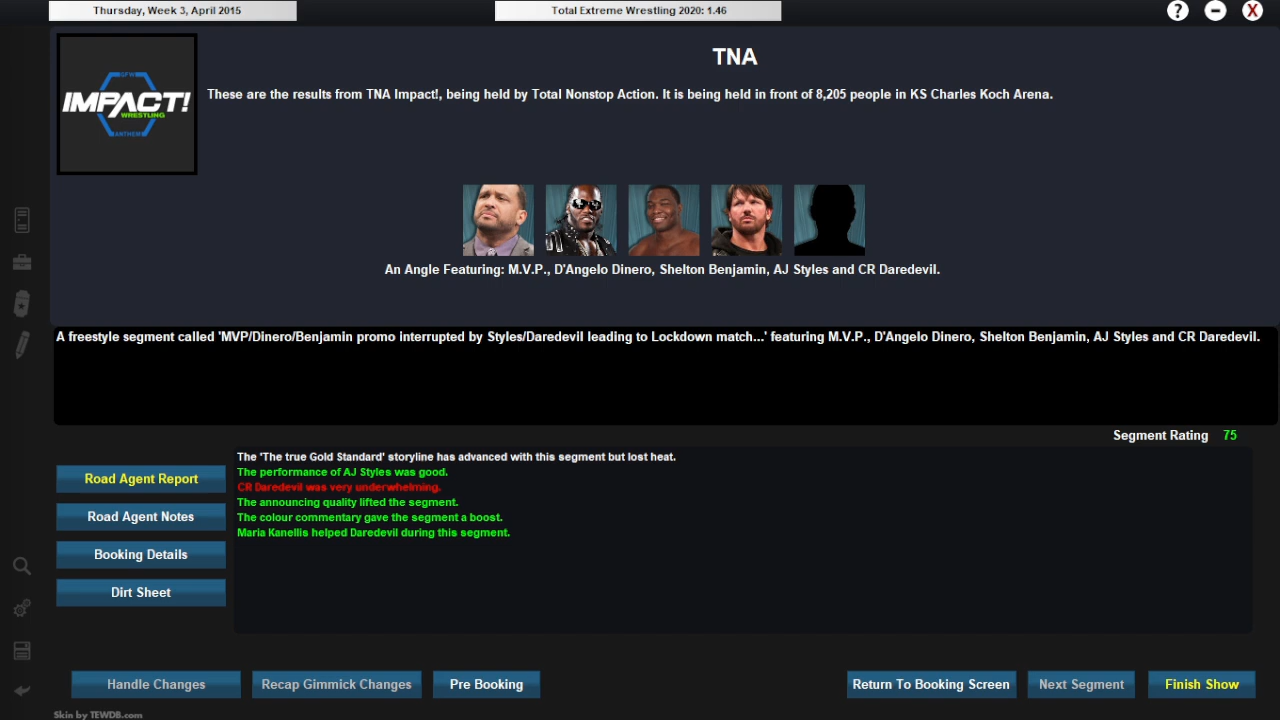 Thursday, Week 3, April 2015
Total Extreme Wrestling 2020: 1.46
?
X
TNA
GFW
IMPACT!
WRESTLING
ANTHEM
These are the results from TNA Impact!, being held by Total Nonstop Action. It is being held in front of 8,205 people in KS Charles Koch Arena.
An Angle Featuring: M.V.P., D'Angelo Dinero, Shelton Benjamin, AJ Styles and CR Daredevil.
A freestyle segment called 'MVP/Dinero/Benjamin promo interrupted by Styles/Daredevil leading to Lockdown match...' featuring M.V.P., D'Angelo Dinero, Shelton Benjamin, AJ Styles and CR Daredevil.
Segment Rating 75
Road Agent Report
Road Agent Notes
Booking Details
Dirt Sheet
The 'The true Gold Standard' storyline has advanced with this segment but lost heat.
The performance of AJ Styles was good.
CR Daredevil was very underwhelming.
The announcing quality lifted the segment.
The colour commentary gave the segment a boost.
Maria Kanellis helped Daredevil during this segment.
Handle Changes
Recap Gimmick Changes
Pre Booking
Return To Booking Screen
Next Segment
Finish Show
Skin by TEWDB.com